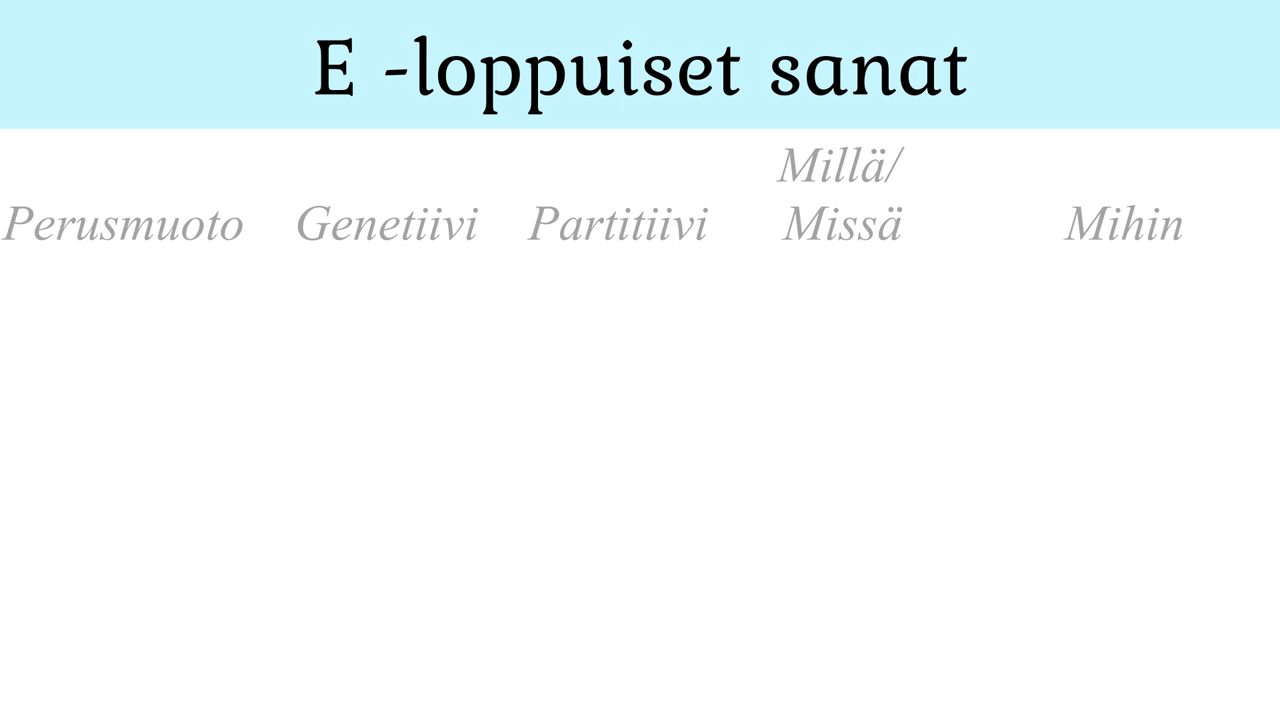 E -loppuiset sanat
Millä/
Perusmuoto Genetiivi Partitiivi Missä Mihin